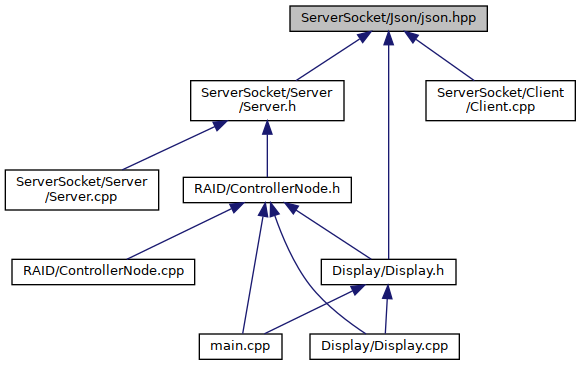 ServerSocket/Json/json.hpp
ServerSocket/Server
/Server.h
ServerSocket/Client
/Client.cpp
ServerSocket/Server
/Server.cpp
RAID/ControllerNode.h
RAID/ControllerNode.cpp
Display/Display.h
main.cpp
Display/Display.cpp